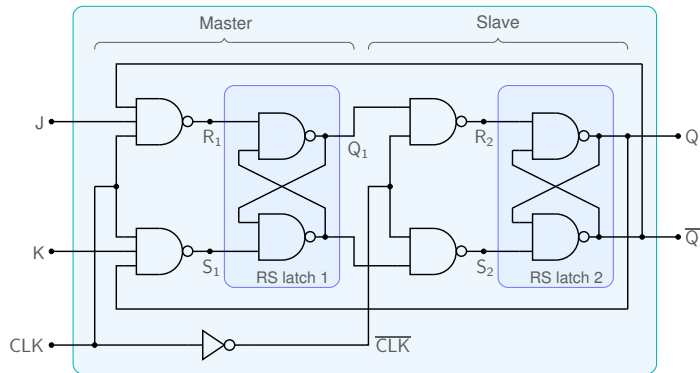 Master
Slave
J
R₁
Q₁
R₂
Q
K
S₁
RS latch 1
S₂
RS latch 2
Q̅
CLK
C̅L̅K̅